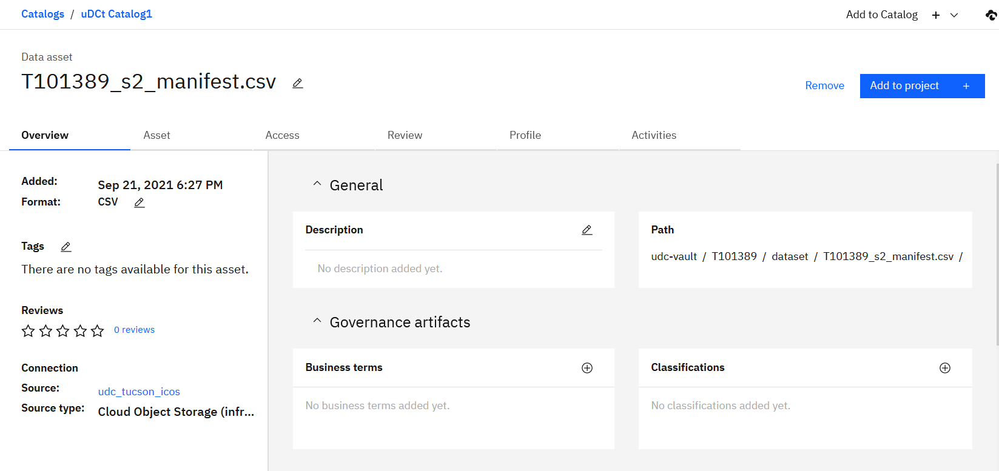 Catalogs / uDCt Catalog1
Add to Catalog
Data asset
T101389_s2_manifest.csv
Remove
Add to project
Overview
Asset
Access
Review
Profile
Activities
Added: Sep 21, 2021 6:27 PM
Format: CSV
Tags
There are no tags available for this asset.
Reviews
0 reviews
Connection
Source: udc_tucson_icos
Source type: Cloud Object Storage (infr...
General
Description
No description added yet.
Path
udc-vault / T101389 / dataset / T101389_s2_manifest.csv /
Governance artifacts
Business terms
No business terms added yet.
Classifications
No classifications added yet.